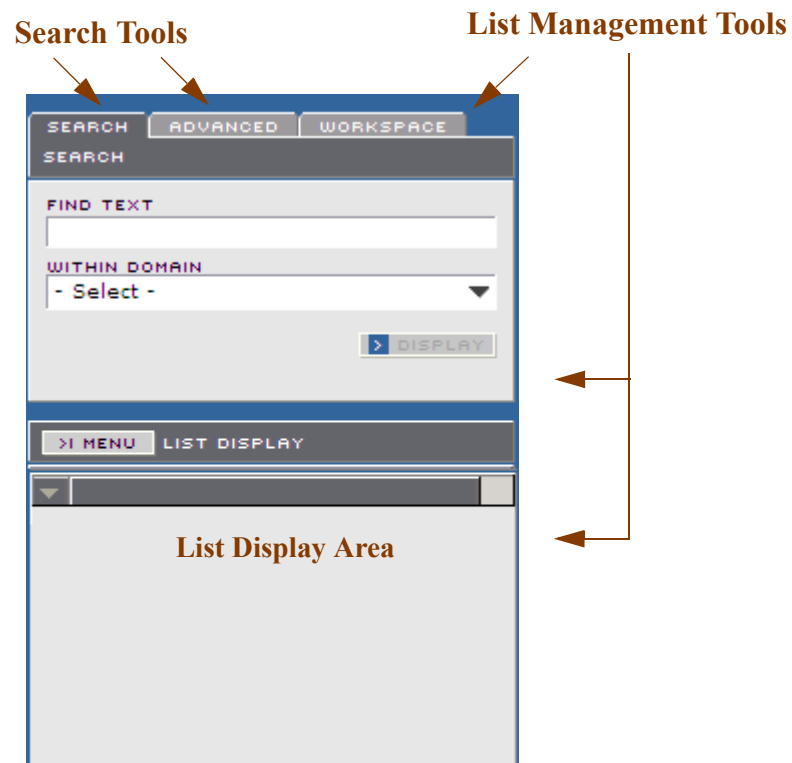 Search Tools
List Management Tools
SEARCH ADVANCED WORKSPACE
SEARCH
FIND TEXT
WITHIN DOMAIN
- Select -
> DISPLAY
>I MENU LIST DISPLAY
List Display Area